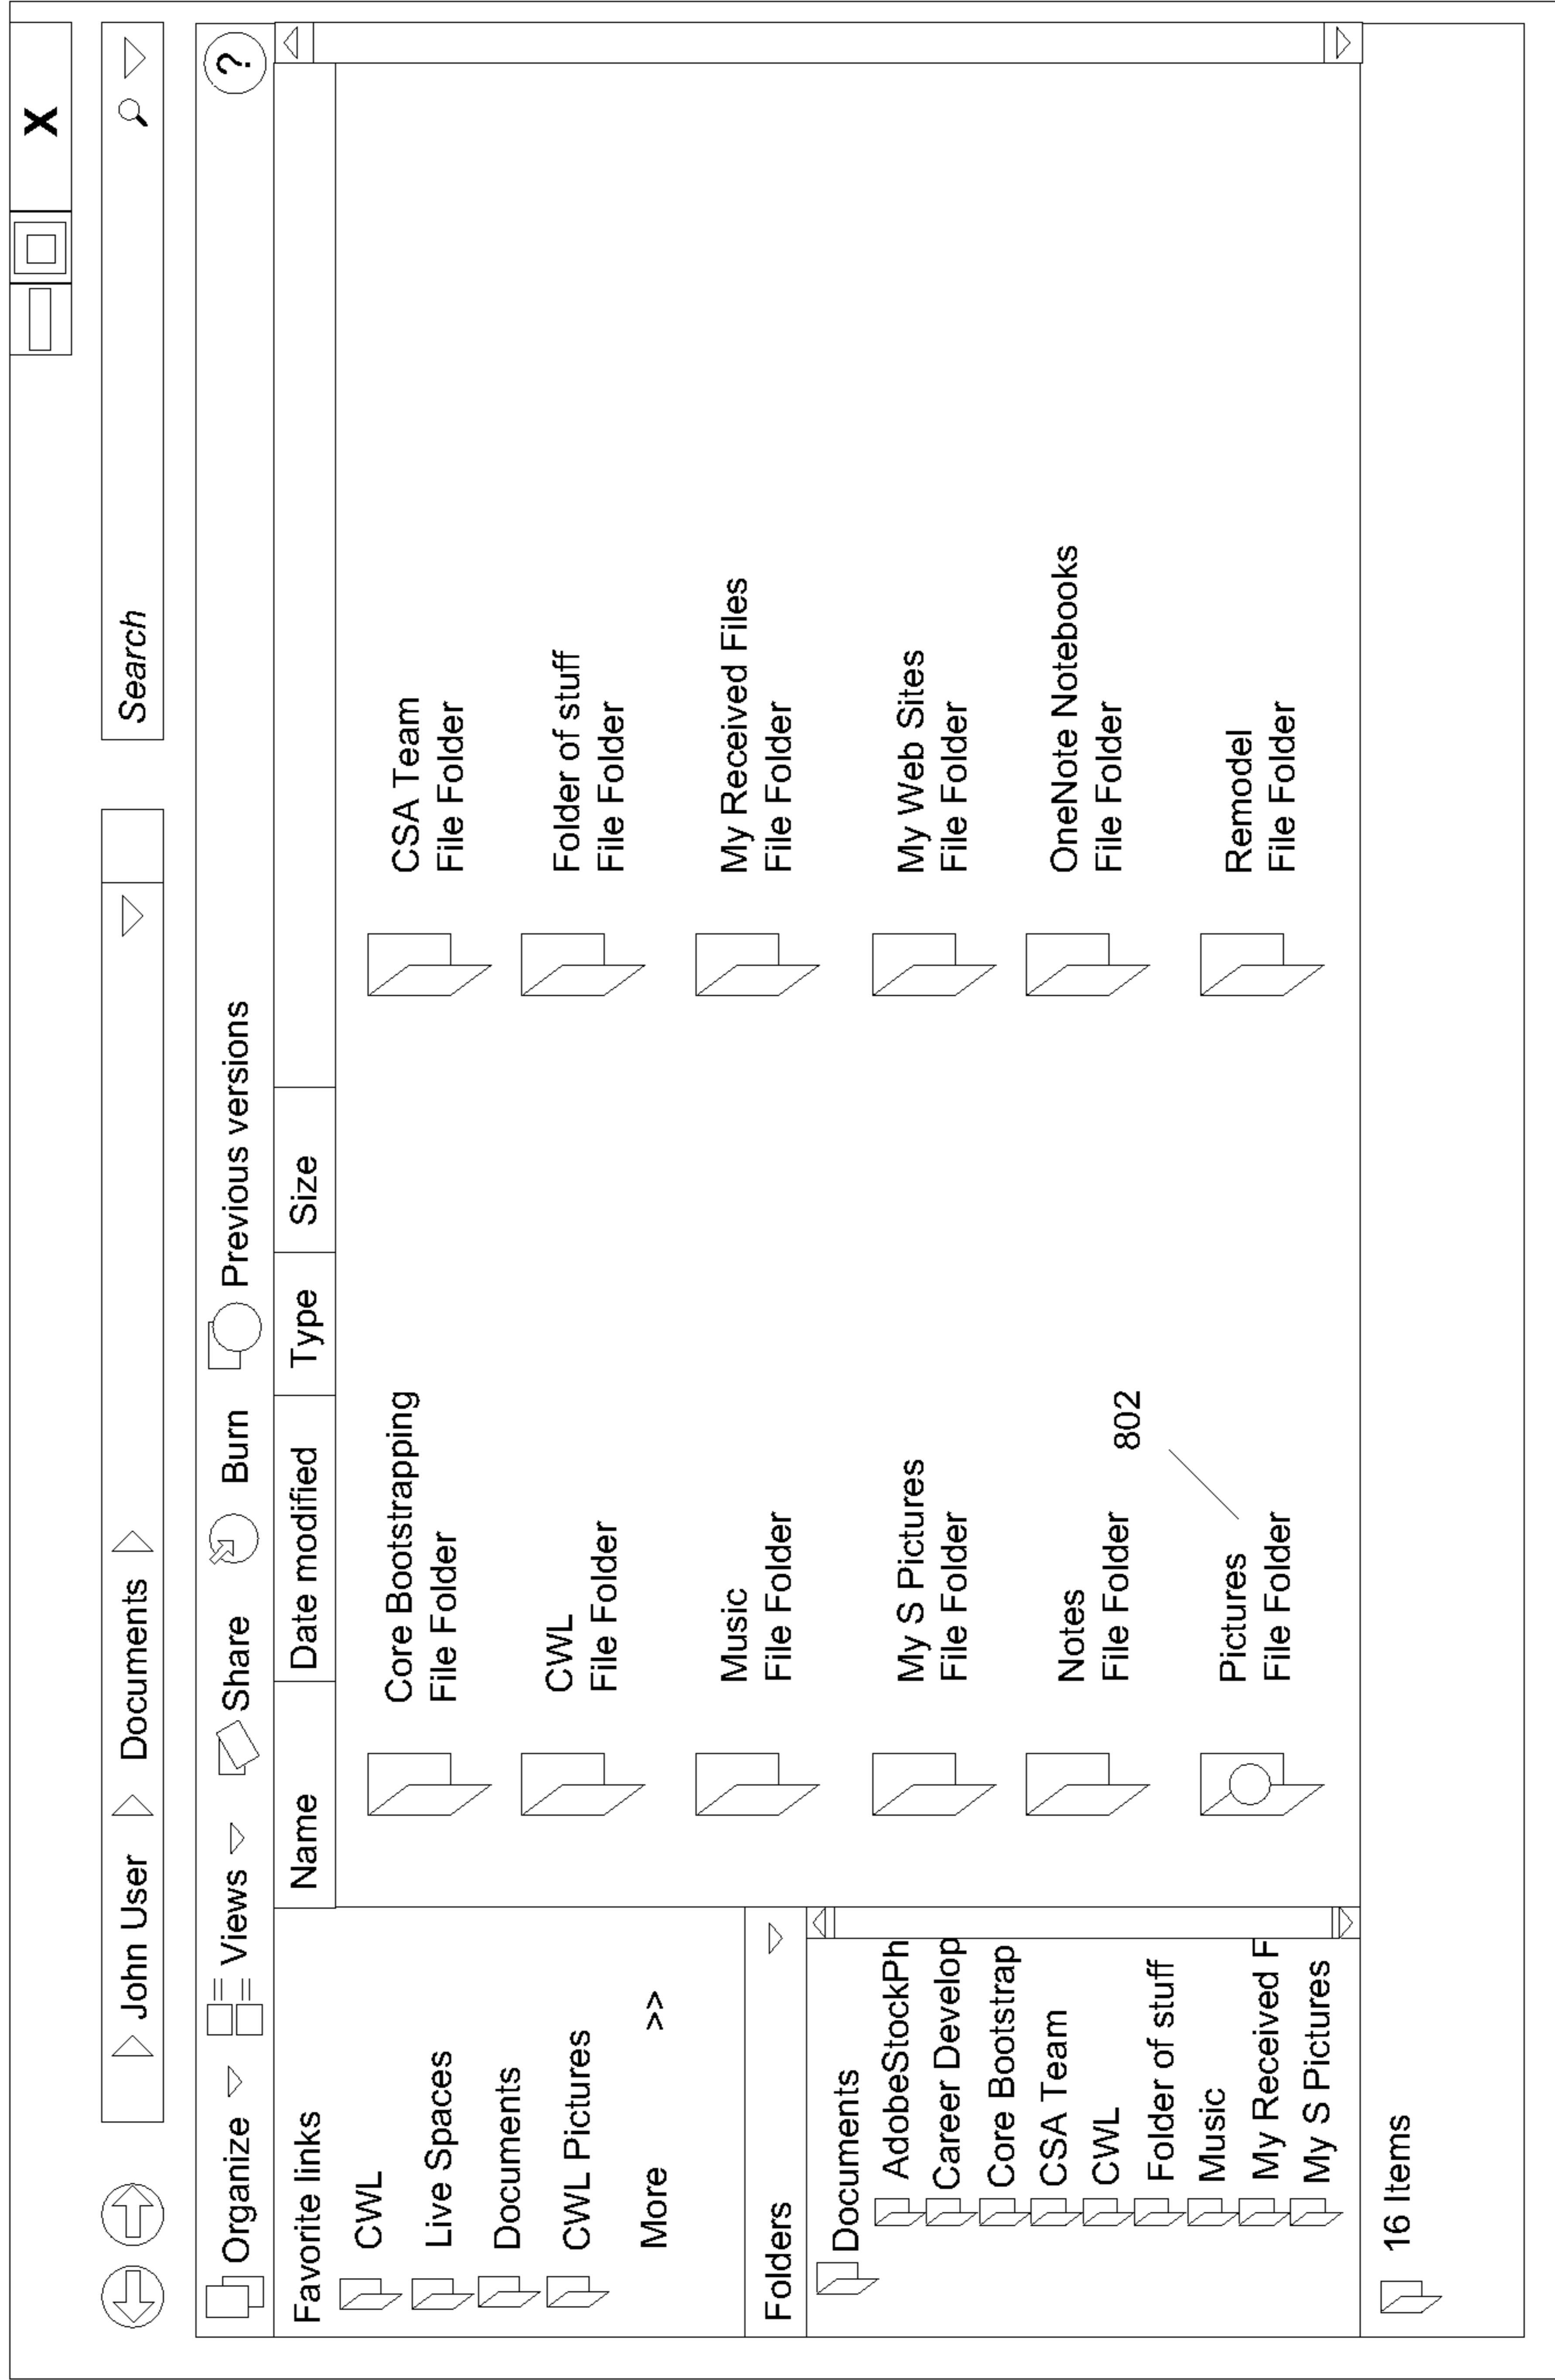 X
John User Documents Search
Organize Views Share Burn Previous versions ?
Favorite links
CWL
Live Spaces
Documents
CWL Pictures
More >>
Folders
Documents
AdobeStockPh
Career Develop
Core Bootstrap
CSA Team
CWL
Folder of stuff
Music
My Received F
My S Pictures
Name Date modified Type Size
Core Bootstrapping
File Folder
CSA Team
File Folder
CWL
File Folder
Folder of stuff
File Folder
Music
File Folder
My Received Files
File Folder
My S Pictures
File Folder
My Web Sites
File Folder
Notes
File Folder
OneNote Notebooks
File Folder
802
Pictures
File Folder
Remodel
File Folder
16 Items